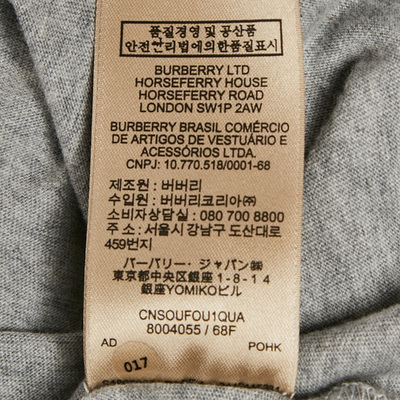 품질경영 및 공산품
안전관리법에의한품질표시
BURBERRY LTD
HORSEFERRY HOUSE
HORSEFERRY ROAD
LONDON SW1P 2AW
BURBERRY BRASIL COMÉRCIO
DE ARTIGOS DE VESTUÁRIO E
ACESSÓRIOS LTDA.
CNPJ: 10.770.518/0001-68
제조원 : 버버리
수입원 : 버버리코리아㈜
소비자상담실 : 080 700 8800
주소 : 서울시 강남구 도산대로
459번지
バーバリー・ジャパン㈱
東京都中央区銀座1-8-14
銀座YOMIKOビル
CNSOUFOU1QUA
8004055 / 68F
AD POHK
017